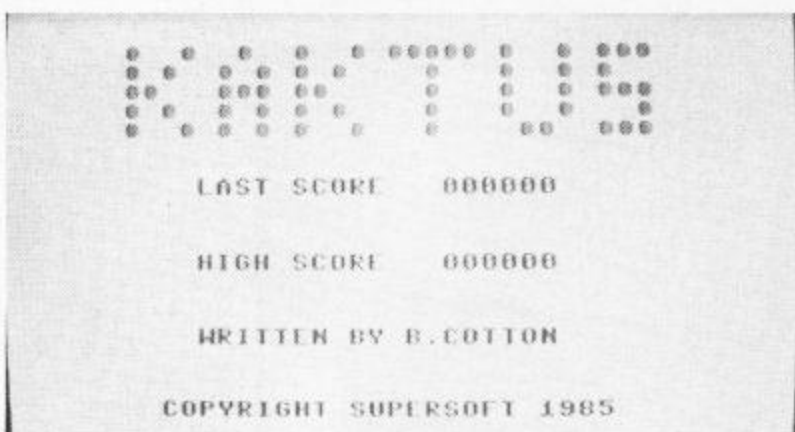 KAKTUS
LAST SCORE 000000
HIGH SCORE 000000
WRITTEN BY B.COTTON
COPYRIGHT SUPERSOFT 1985